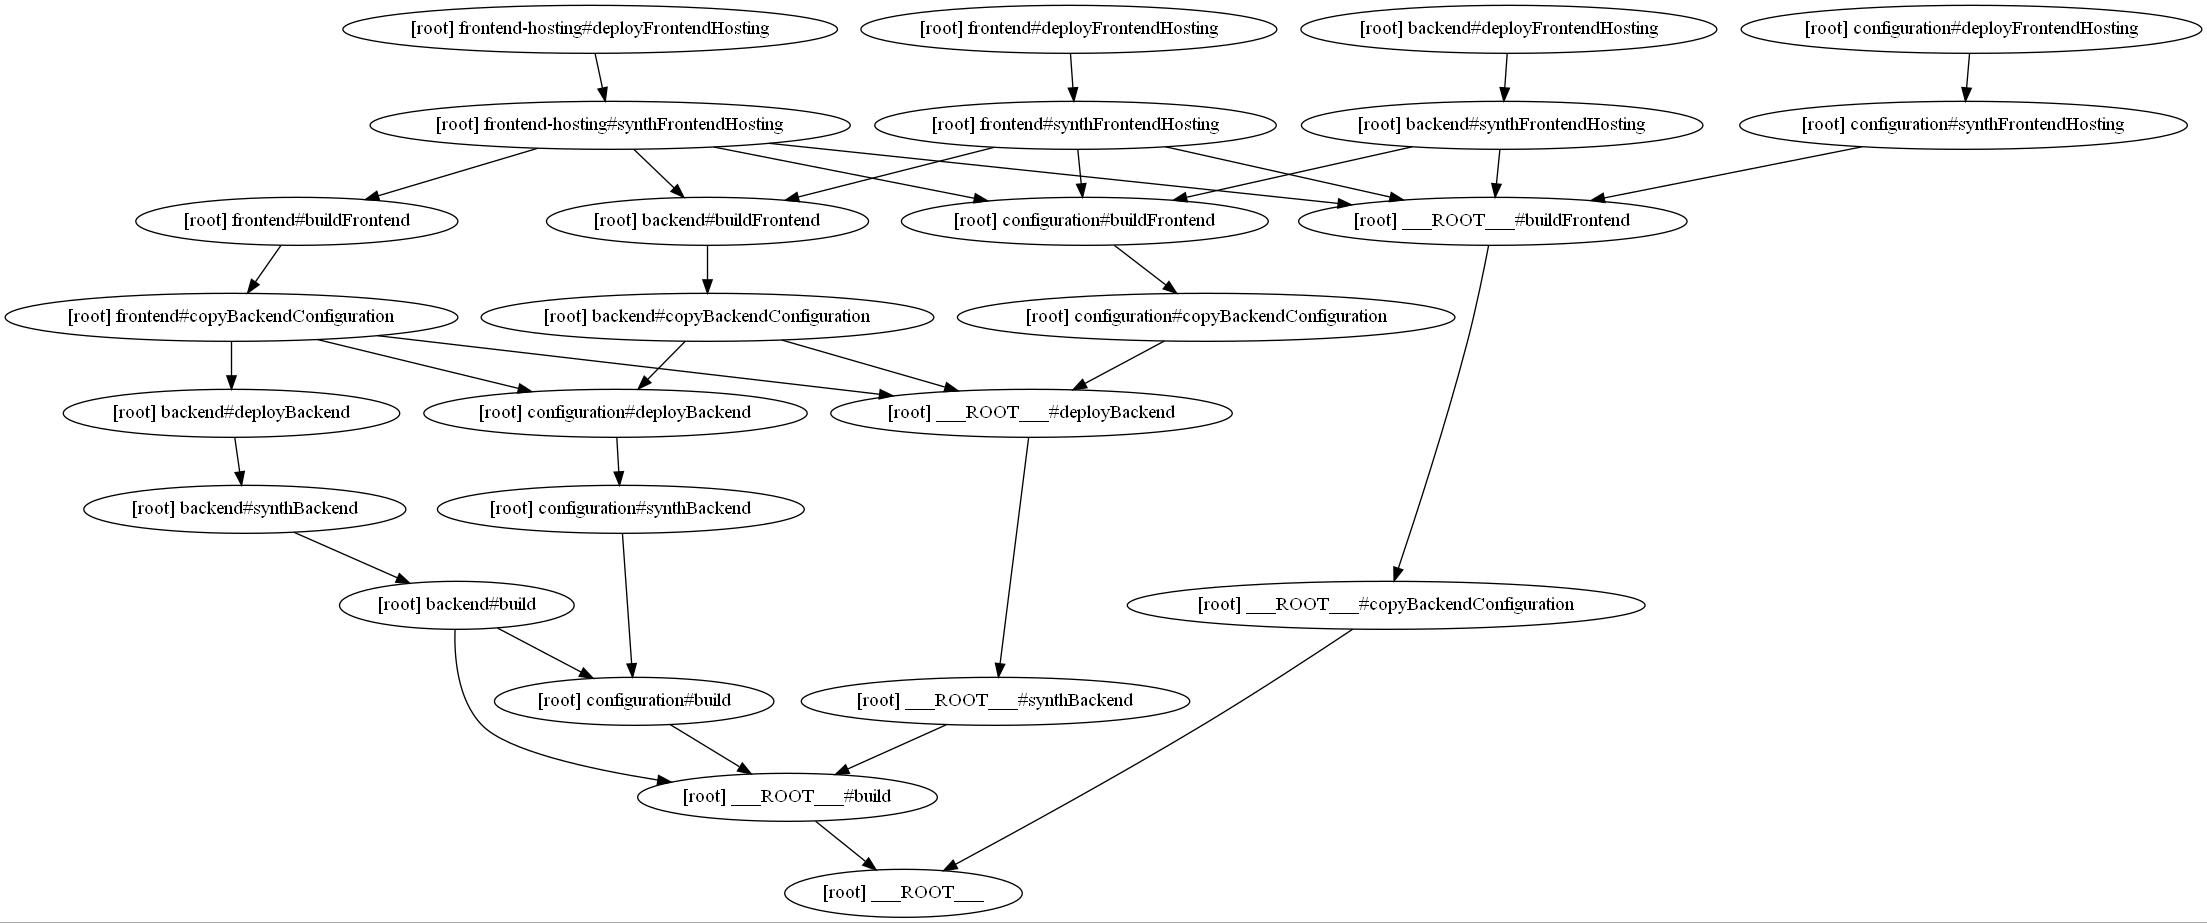 [root] frontend-hosting#deployFrontendHosting
[root] frontend#deployFrontendHosting
[root] backend#deployFrontendHosting
[root] configuration#deployFrontendHosting
[root] frontend-hosting#synthFrontendHosting
[root] frontend#synthFrontendHosting
[root] backend#synthFrontendHosting
[root] configuration#synthFrontendHosting
[root] frontend#buildFrontend
[root] backend#buildFrontend
[root] configuration#buildFrontend
[root] ___ROOT___#buildFrontend
[root] frontend#copyBackendConfiguration
[root] backend#copyBackendConfiguration
[root] configuration#copyBackendConfiguration
[root] backend#deployBackend
[root] configuration#deployBackend
[root] ___ROOT___#deployBackend
[root] backend#synthBackend
[root] configuration#synthBackend
[root] backend#build
[root] ___ROOT___#copyBackendConfiguration
[root] configuration#build
[root] ___ROOT___#synthBackend
[root] ___ROOT___#build
[root] ___ROOT___